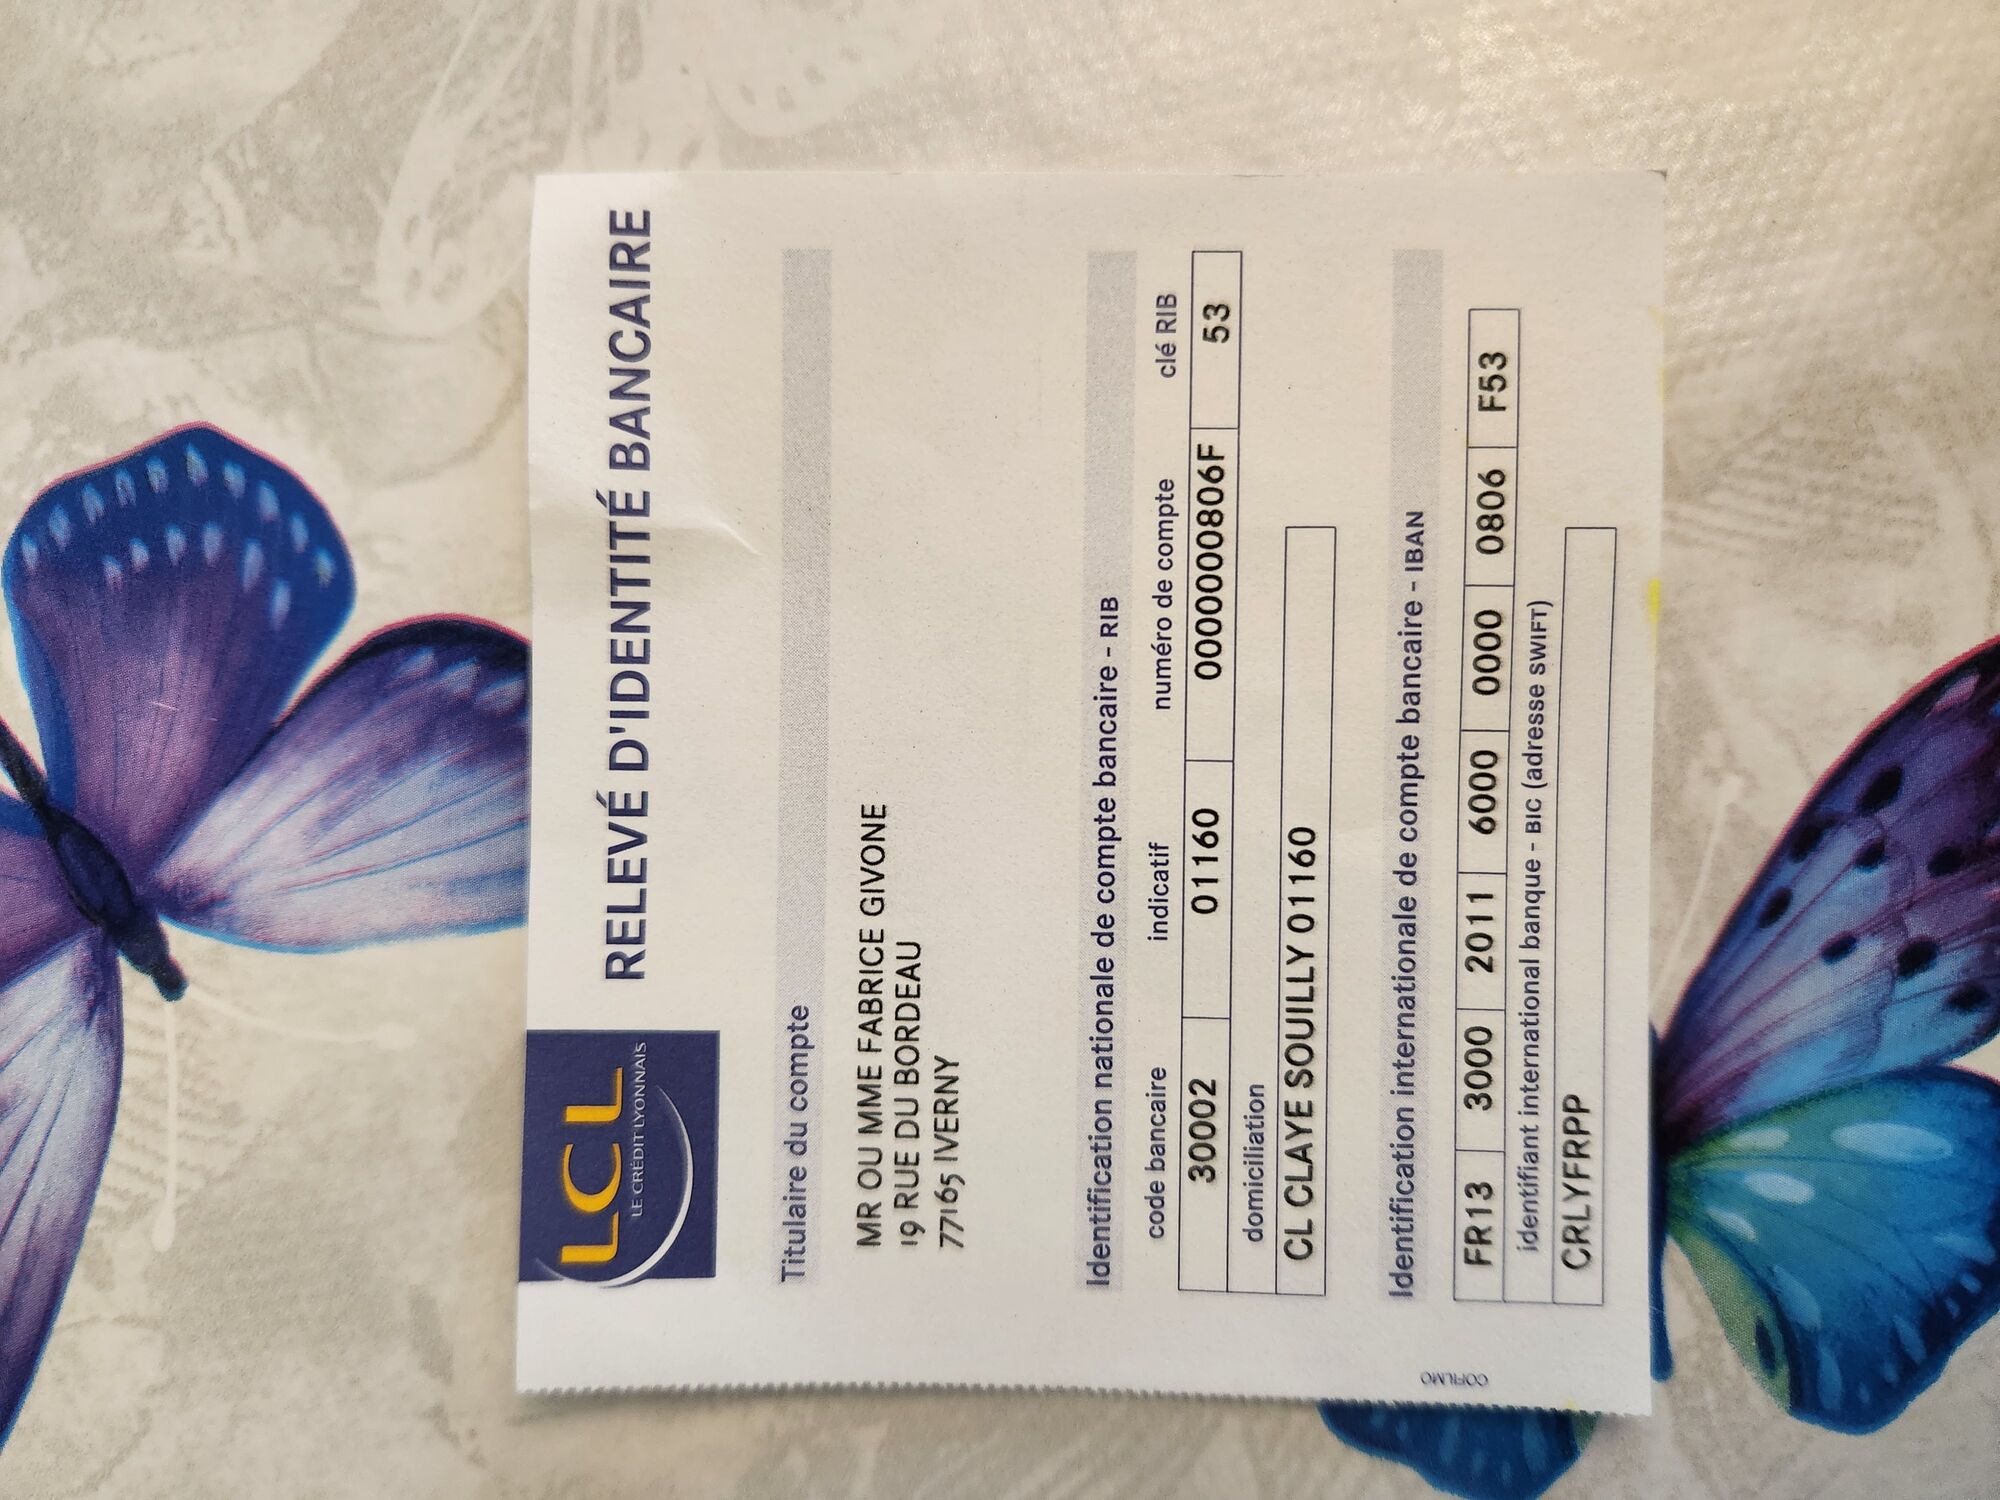 LCL
LE CRÉDIT LYONNAIS
RELEVÉ D'IDENTITÉ BANCAIRE
Titulaire du compte
MR OU MME FABRICE GIVONE
19 RUE DU BORDEAU
77165 IVERNY
Identification nationale de compte bancaire - RIB
code bancaire indicatif numéro de compte clé RIB
30002 01160 0000000806F 53
domiciliation
CL CLAYE SOUILLY 01160
Identification internationale de compte bancaire - IBAN
FR13 3000 2011 6000 0000 0806 F53
identifiant international banque - BIC (adresse SWIFT)
CRLYFRPP
COFILMO